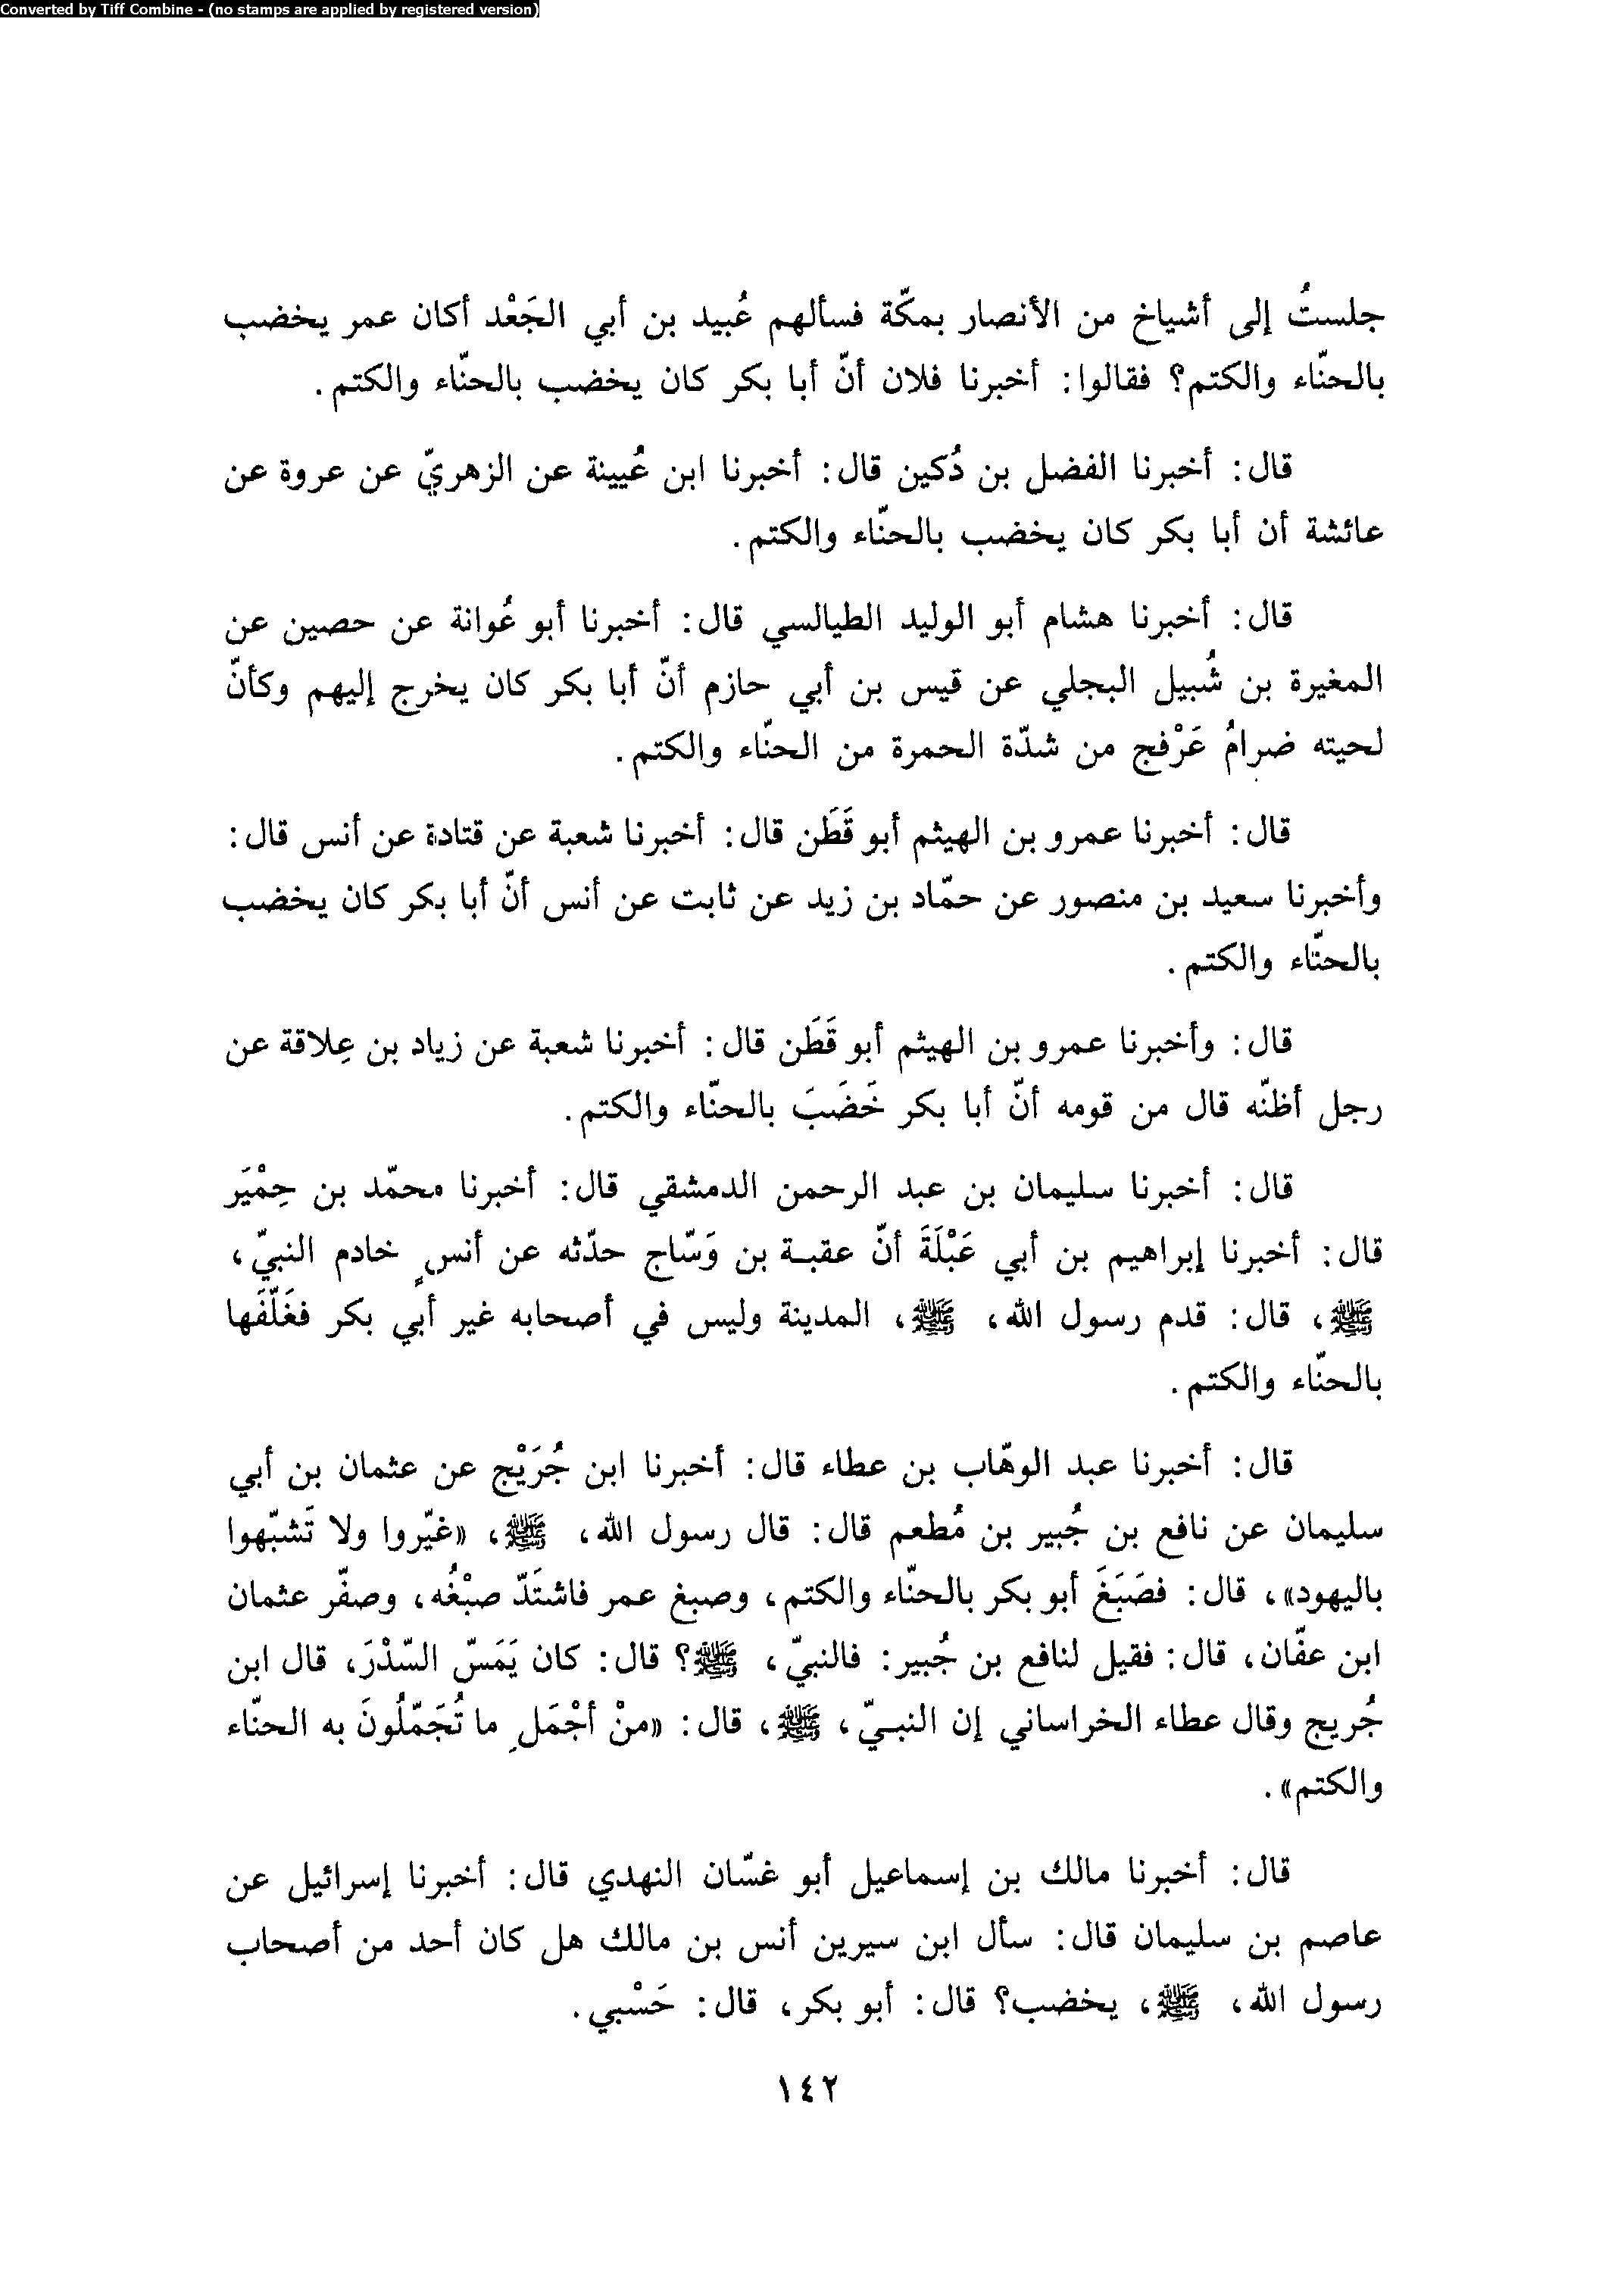 Converted by Tiff Combine - (no stamps are applied by registered version)
جلستُ إلى أشياخ من الأنصار بمكّة فسألهم عُبيد بن أبي الجَعْد أكان عمر يخضب
بالحنّاء والكتم؟ فقالوا: أخبرنا فلان أنّ أبا بكر كان يخضب بالحنّاء والكتم.
قال: أخبرنا الفضل بن دُكين قال: أخبرنا ابن عُيينة عن الزهريّ عن عروة عن
عائشة أن أبا بكر كان يخضب بالحنّاء والكتم.
قال: أخبرنا هشام أبو الوليد الطيالسي قال: أخبرنا أبو عُوانة عن حصين عن
المغيرة بن شُبيل البجلي عن قيس بن أبي حازم أنّ أبا بكر كان يخرج إليهم وكأنّ
لحيته ضرامُ عَرْفج من شدّة الحمرة من الحنّاء والكتم.
قال: أخبرنا عمرو بن الهيثم أبو قَطَن قال: أخبرنا شعبة عن قتادة عن أنس قال:
وأخبرنا سعيد بن منصور عن حمّاد بن زيد عن ثابت عن أنس أنّ أبا بكر كان يخضب
بالحنّاء والكتم.
قال: وأخبرنا عمرو بن الهيثم أبو قَطَن قال: أخبرنا شعبة عن زياد بن عِلاقة عن
رجل أظنّه قال من قومه أنّ أبا بكر خَضَبَ بالحنّاء والكتم.
قال: أخبرنا سليمان بن عبد الرحمن الدمشقي قال: أخبرنا محمّد بن حِمْيَر
قال: أخبرنا إبراهيم بن أبي عَبْلَةَ أنّ عقبة بن وَسّاج حدّثه عن أنسٍ خادم النبيّ،
ﷺ، قال: قدم رسول الله، ﷺ، المدينة وليس في أصحابه غير أبي بكر فغَلّفَها
بالحنّاء والكتم.
قال: أخبرنا عبد الوهّاب بن عطاء قال: أخبرنا ابن جُرَيْج عن عثمان بن أبي
سليمان عن نافع بن جُبير بن مُطعم قال: قال رسول الله، ﷺ، «غيّروا ولا تَشبّهوا
باليهود»، قال: فصَبَغَ أبو بكر بالحنّاء والكتم، وصبغ عمر فاشتَدّ صبْغُه، وصفّر عثمان
ابن عفّان، قال: فقيل لنافع بن جُبير: فالنبيّ، ﷺ؟ قال: كان يَمَسّ السّدْرَ، قال ابن
جُريج وقال عطاء الخراساني إن النبيّ، ﷺ، قال: «منْ أجْمَلِ ما تُجَمّلُونَ به الحنّاء
والكتم».
قال: أخبرنا مالك بن إسماعيل أبو غسّان النهدي قال: أخبرنا إسرائيل عن
عاصم بن سليمان قال: سأل ابن سيرين أنس بن مالك هل كان أحد من أصحاب
رسول الله، ﷺ، يخضب؟ قال: أبو بكر، قال: حَسْبي.
١٤٢